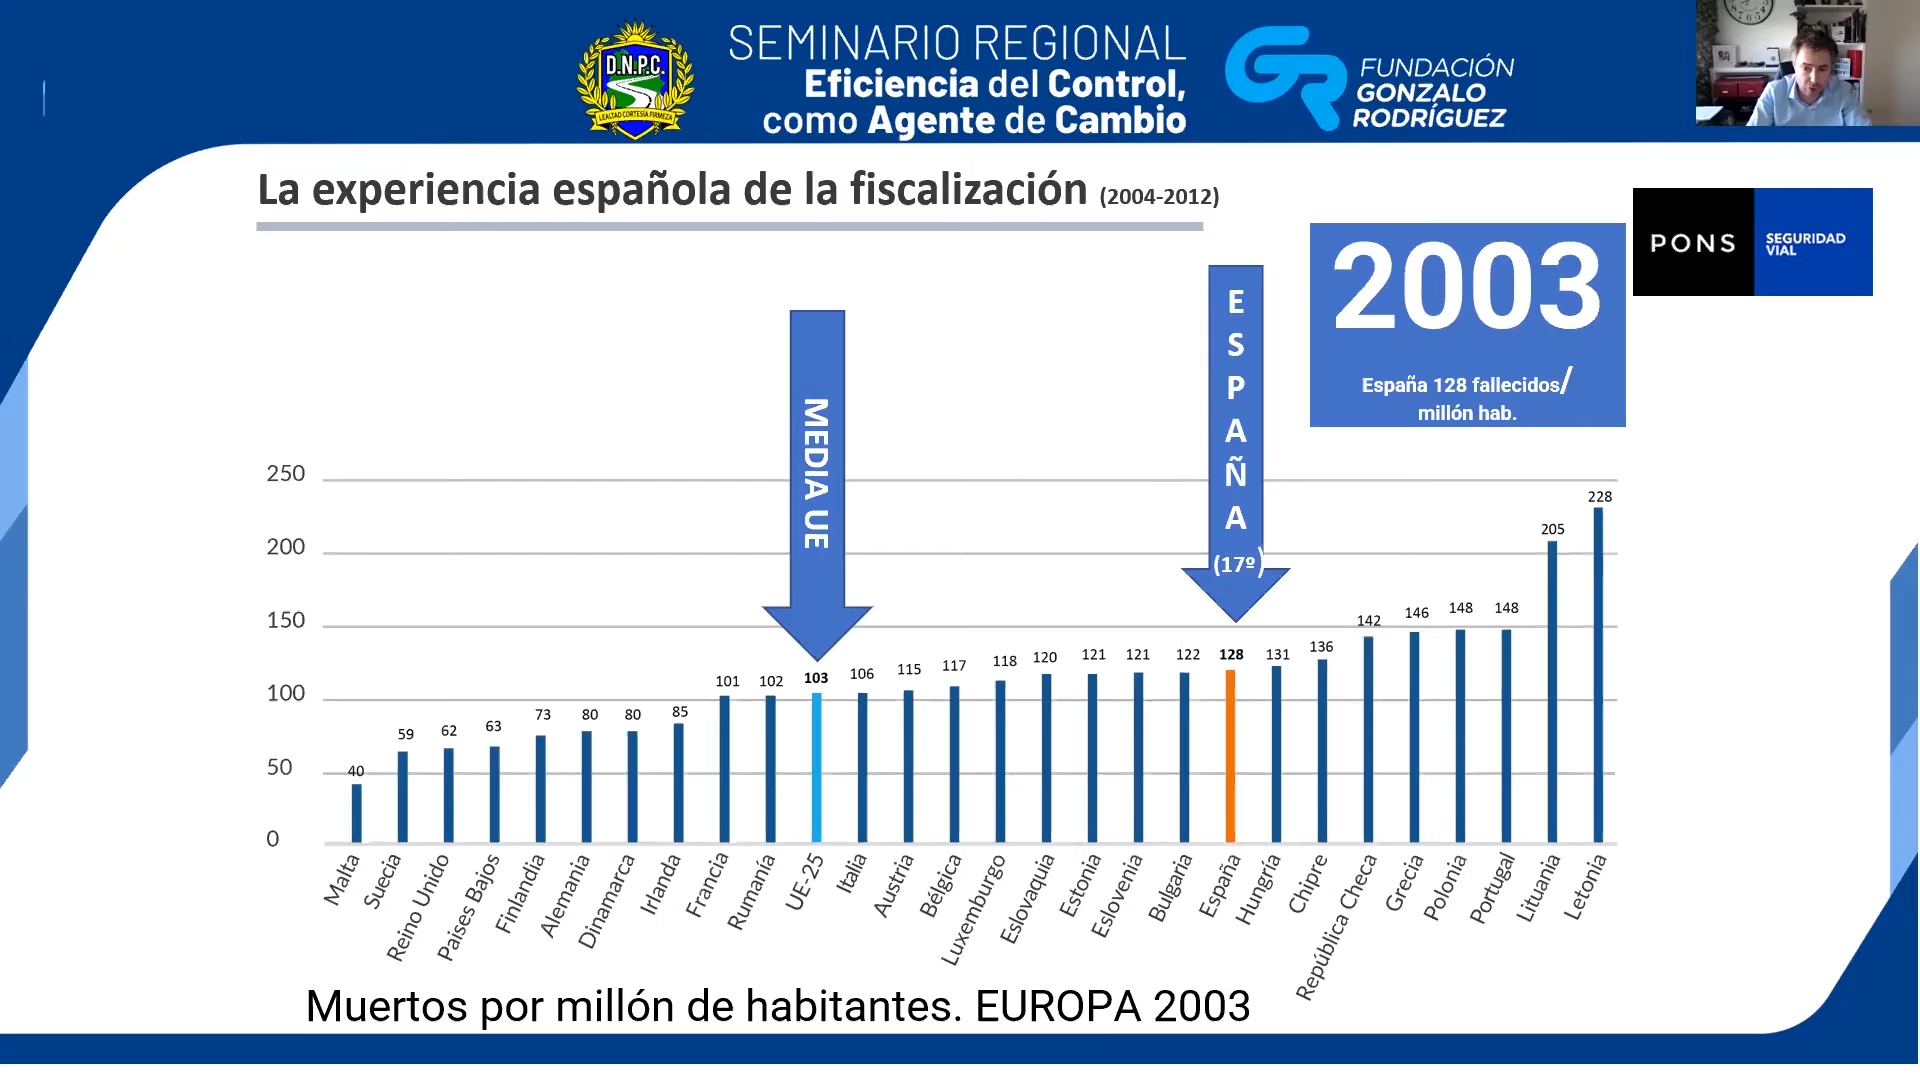 D.N.P.C.
LEALTAD CORTESÍA FIRMEZA
SEMINARIO REGIONAL
Eficiencia del Control,
como Agente de Cambio
GR
FUNDACIÓN
GONZALO
RODRÍGUEZ
La experiencia española de la fiscalización (2004-2012)
2003
España 128 fallecidos/
millón hab.
PONS
SEGURIDAD
VIAL
MEDIA UE
ESPAÑA
(17º)
250
200
150
100
50
0
40
59
62
63
73
80
80
85
101
102
103
106
115
117
118
120
121
121
122
128
131
136
142
146
148
148
205
228
Malta
Suecia
Reino Unido
Países Bajos
Finlandia
Alemania
Dinamarca
Irlanda
Francia
Rumanía
UE-25
Italia
Austria
Bélgica
Luxemburgo
Eslovaquia
Estonia
Eslovenia
Bulgaria
España
Hungría
Chipre
República Checa
Grecia
Polonia
Portugal
Lituania
Letonia
Muertos por millón de habitantes. EUROPA 2003